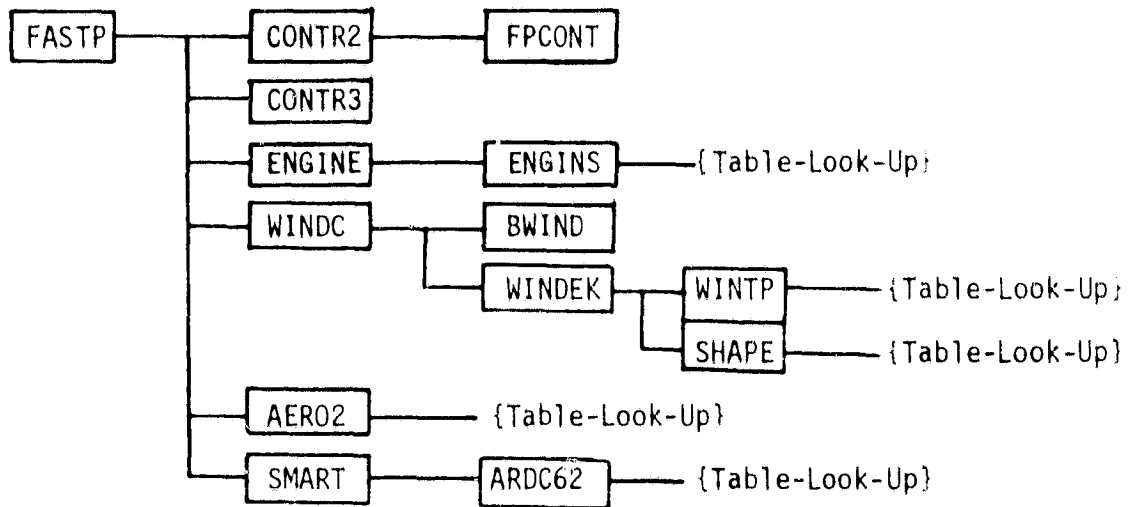 FASTP CONTR2 FPCONT
CONTR3
ENGINE ENGINS {Table-Look-Up}
WINDC BWIND
WINDEK WINTP {Table-Look-Up}
SHAPE {Table-Look-Up}
AERO2 {Table-Look-Up}
SMART ARDC62 {Table-Look-Up}